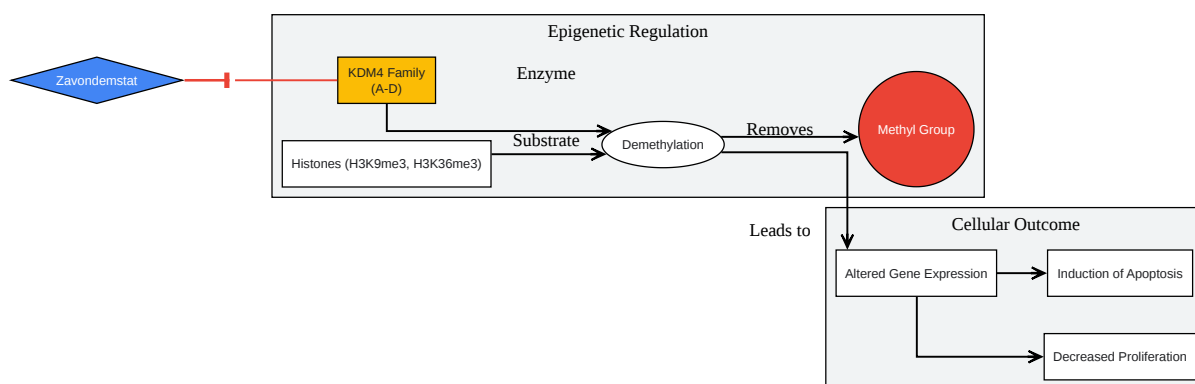 Epigenetic Regulation
Zavondemstat
KDM4 Family
(A-D)
Enzyme
Histones (H3K9me3, H3K36me3)
Substrate
Demethylation
Removes
Methyl Group
Leads to
Cellular Outcome
Altered Gene Expression
Induction of Apoptosis
Decreased Proliferation